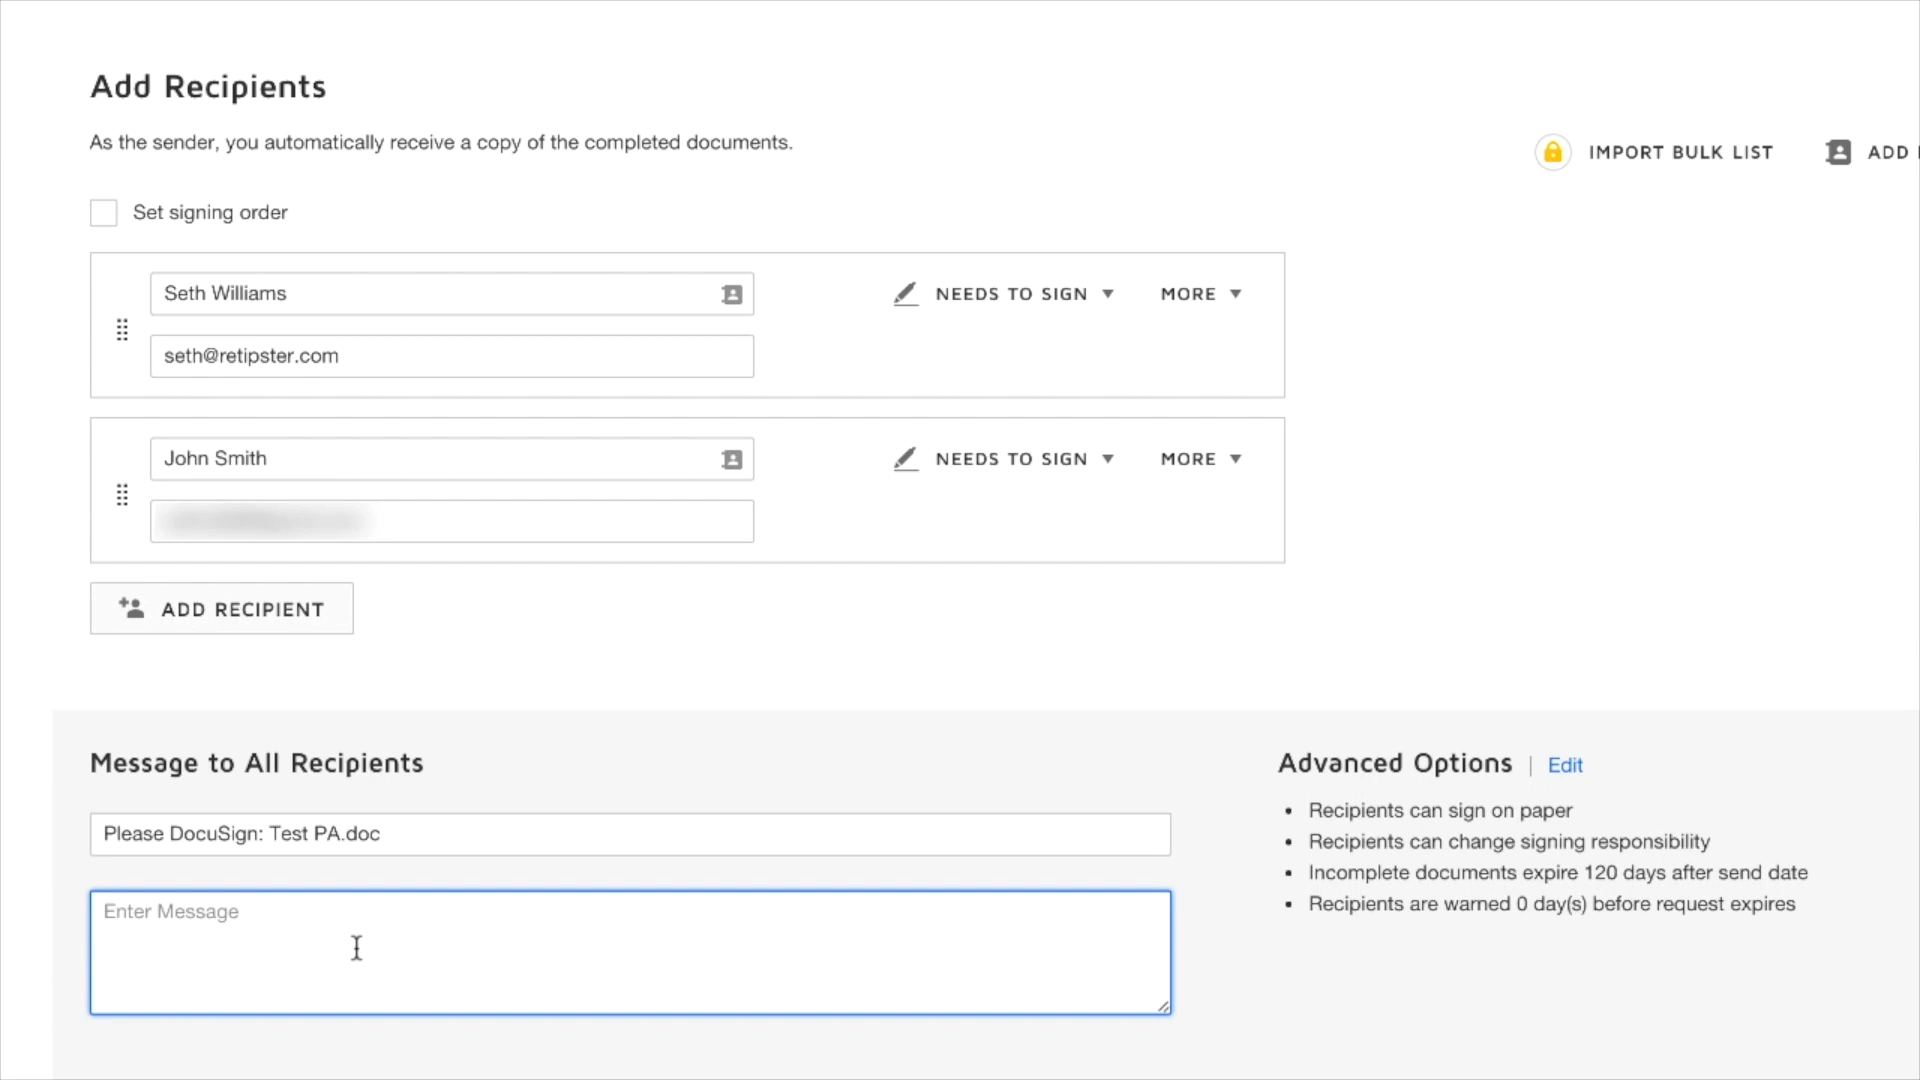 Add Recipients
As the sender, you automatically receive a copy of the completed documents.
IMPORT BULK LIST
ADD
Set signing order
Seth Williams
NEEDS TO SIGN
MORE
seth@retipster.com
John Smith
NEEDS TO SIGN
MORE
ADD RECIPIENT
Message to All Recipients
Advanced Options | Edit
Please DocuSign: Test PA.doc
• Recipients can sign on paper
• Recipients can change signing responsibility
• Incomplete documents expire 120 days after send date
• Recipients are warned 0 day(s) before request expires
Enter Message